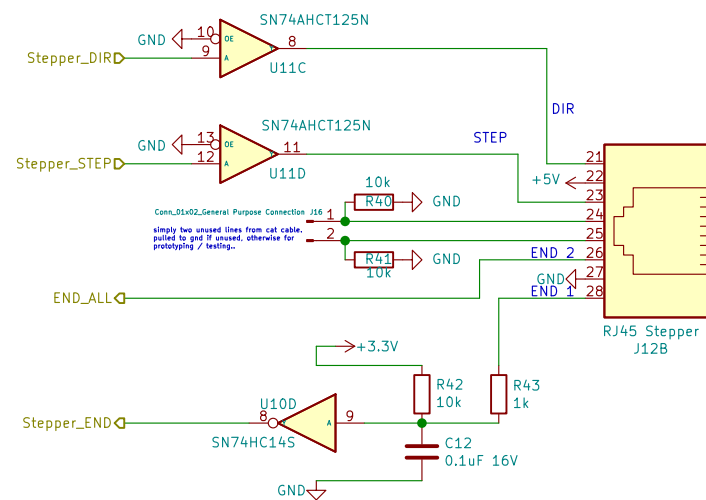 SN74AHCT125N
GND
10
OE
8
Stepper_DIR
9
A
U11C
DIR
SN74AHCT125N
GND
13
OE
11
STEP
Stepper_STEP
12
A
U11D
21
22
+5V
23
24
25
26
27
28
10k
R40
GND
Conn_01x02_General Purpose Connection J16
1
simply two unused lines from cat cable.
pulled to gnd if unused, otherwise for
prototyping / testing..
2
R41
GND
10k
END 2
GND
END 1
END_ALL
RJ45 Stepper
J12B
+3.3V
R42
10k
R43
1k
U10D
Stepper_END
8
A
9
SN74HC14S
C12
0.1uF 16V
GND